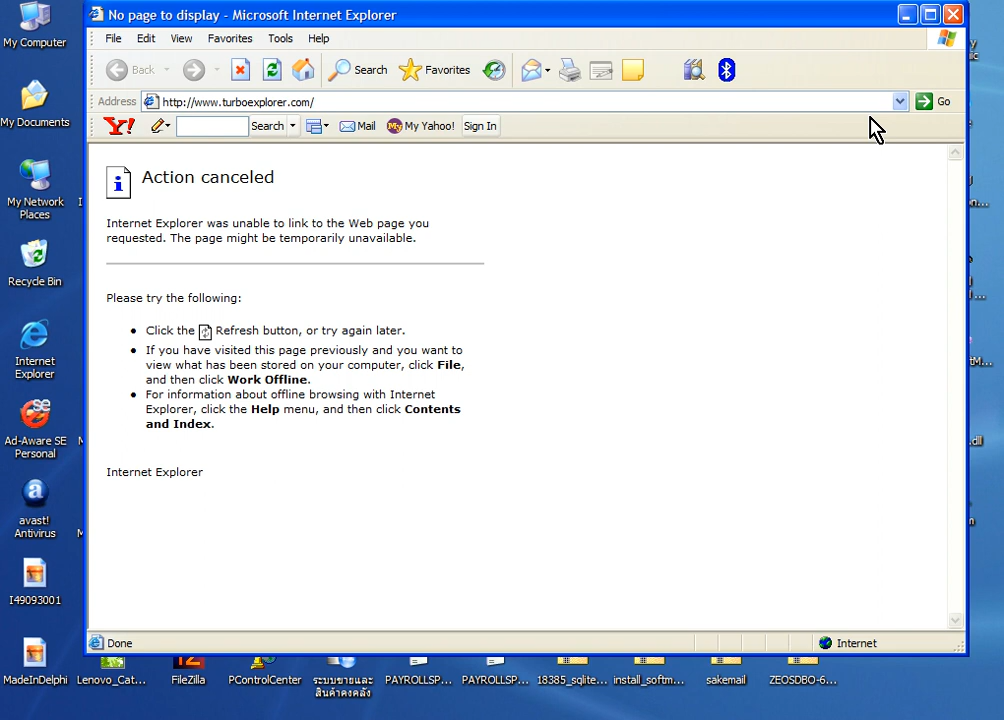 No page to display - Microsoft Internet Explorer
File Edit View Favorites Tools Help
Back Search Favorites
Address http://www.turboexplorer.com/ Go
Y! Search Mail My Yahoo! Sign In
Action canceled
Internet Explorer was unable to link to the Web page you
requested. The page might be temporarily unavailable.
Please try the following:
Click the Refresh button, or try again later.
If you have visited this page previously and you want to
view what has been stored on your computer, click File,
and then click Work Offline.
For information about offline browsing with Internet
Explorer, click the Help menu, and then click Contents
and Index.
Internet Explorer
Done Internet
My Computer
My Documents
My Network
Places
Recycle Bin
Internet
Explorer
Ad-Aware SE
Personal
avast!
Antivirus
I49093001
MadeInDelphi
Lenovo_Cat...
FileZilla
PControlCenter
ระบบขายและ
สินค้าคงคลัง
PAYROLLSP...
PAYROLLSP...
18385_sqlite...
install_softm...
sakemail
ZEOSDBO-6...
.dll